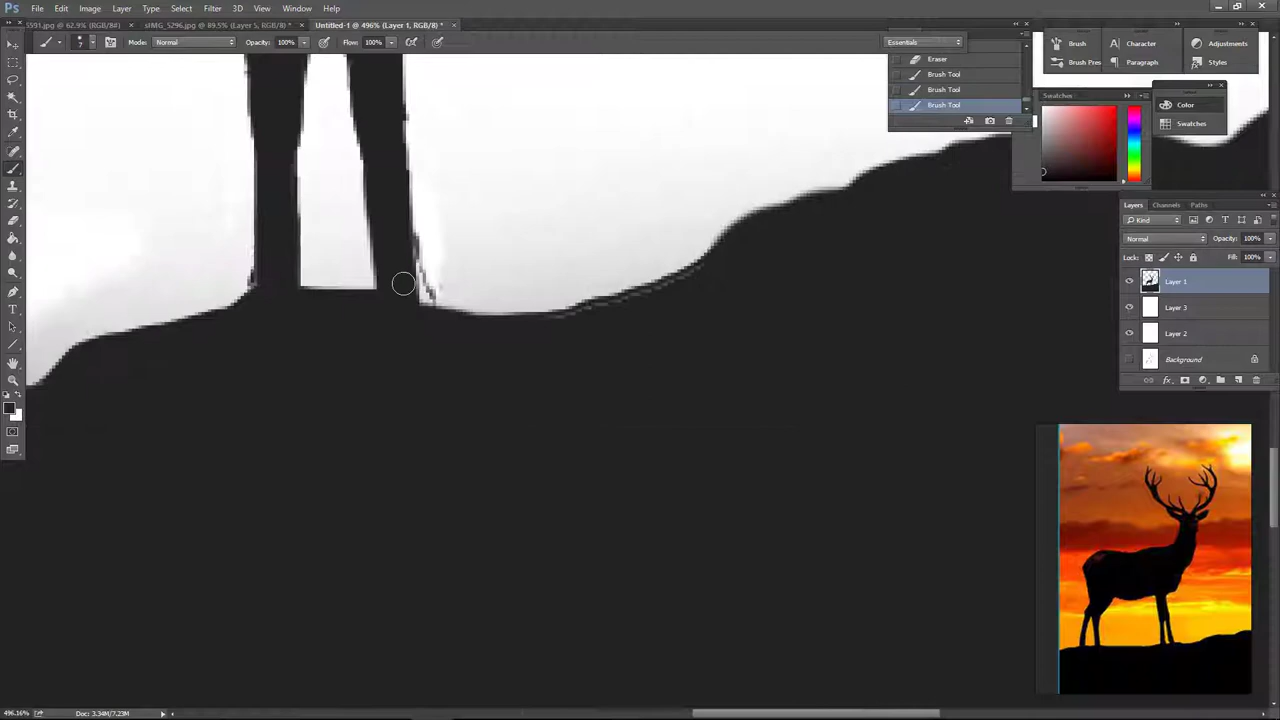 Ps File Edit Image Layer Type Select Filter 3D View Window Help
5591.jpg @ 62.9% (RGB/8#) × sIMG_5296.jpg @ 89.5% (Layer 5, RGB/8) * × Untitled-1 @ 496% (Layer 1, RGB/8) * ×
7 Mode: Normal Opacity: 100% Flow: 100% Essentials
Eraser
Brush Tool
Brush Tool
Brush Tool
Brush Character Adjustments
Brush Pres Paragraph Styles
Swatches
Color
Swatches
Layers Channels Paths
Kind
Normal Opacity: 100%
Lock: Fill: 100%
Layer 1
Layer 3
Layer 2
Background
fx
496.16% Doc: 3.34M/7.23M